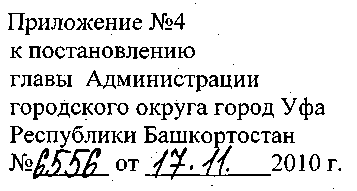 Приложение №4
к постановлению
главы Администрации
городского округа город Уфа
Республики Башкортостан
№6556 от 17.11. 2010 г.